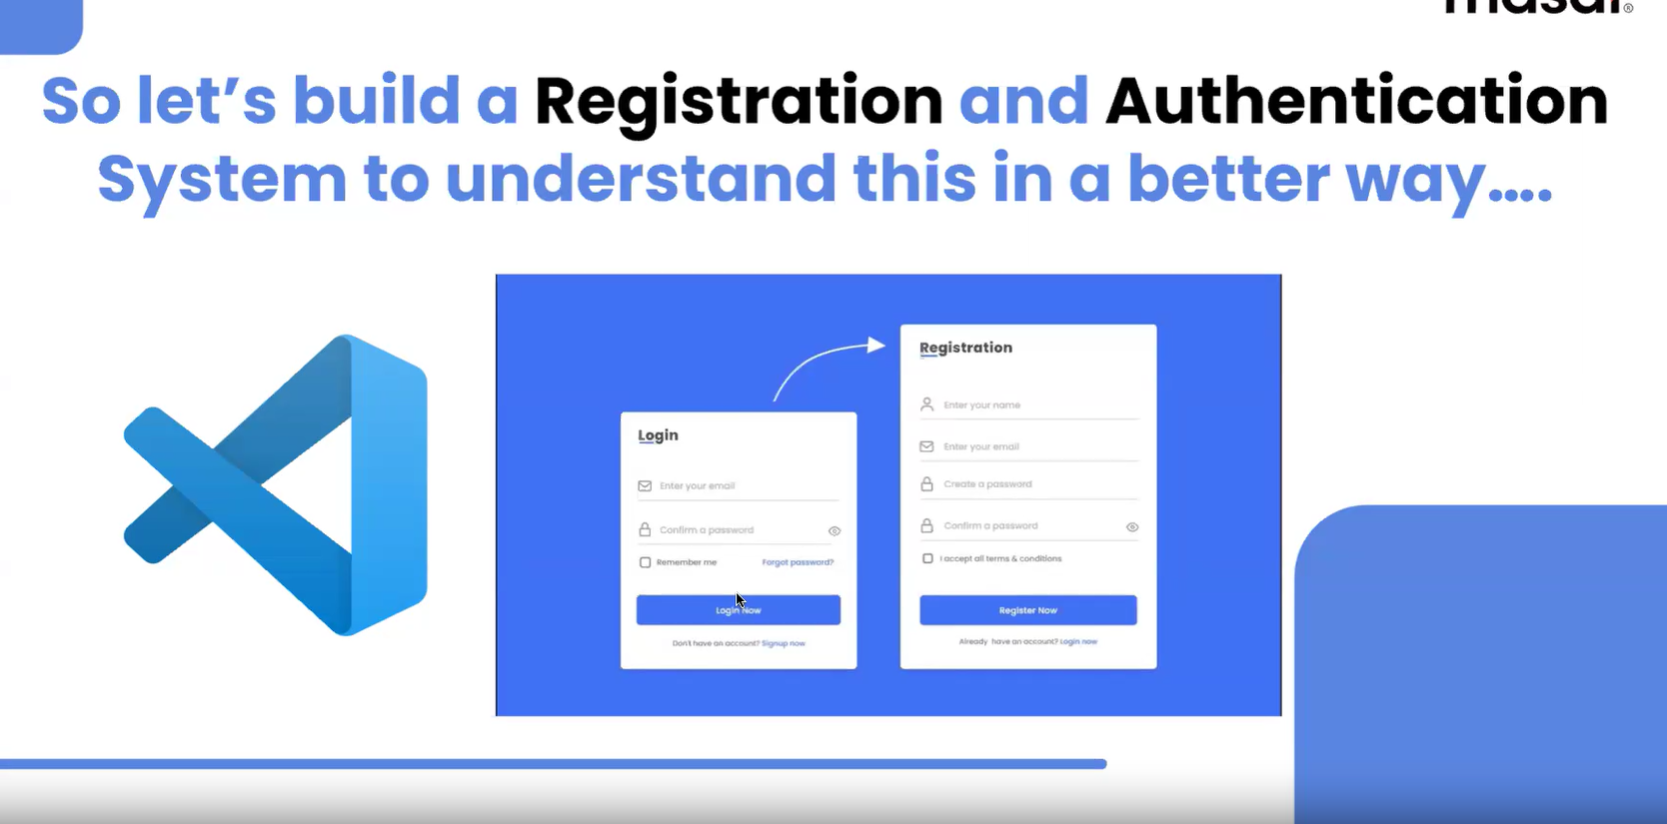 masai®
So let's build a Registration and Authentication
System to understand this in a better way....
Login
Enter your email
Confirm a password
Remember me
Forgot password?
Login Now
Don't have an account? Signup now
Registration
Enter your name
Enter your email
Create a password
Confirm a password
I accept all terms & conditions
Register Now
Already have an account? Login now